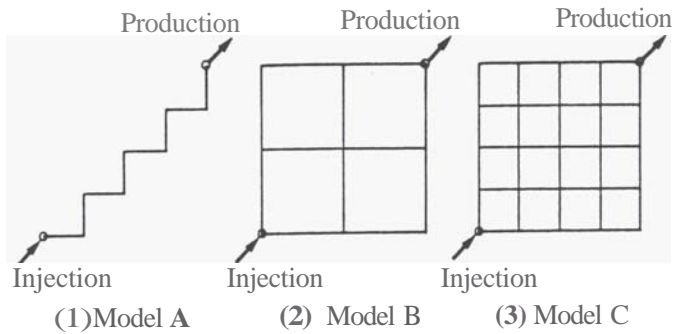 Production
Production
Production
Injection
Injection
Injection
(1)Model A
(2) Model B
(3) Model C